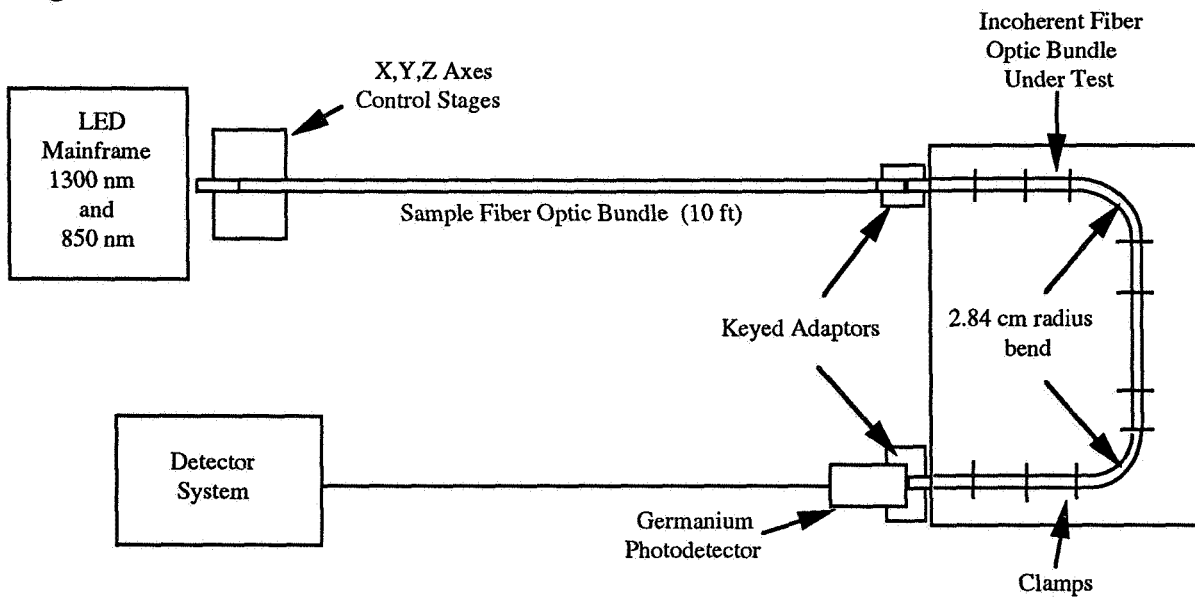 Incoherent Fiber
Optic Bundle
Under Test
X,Y,Z Axes
Control Stages
LED
Mainframe
1300 nm
and
850 nm
Sample Fiber Optic Bundle (10 ft)
Keyed Adaptors
2.84 cm radius
bend
Detector
System
Germanium
Photodetector
Clamps